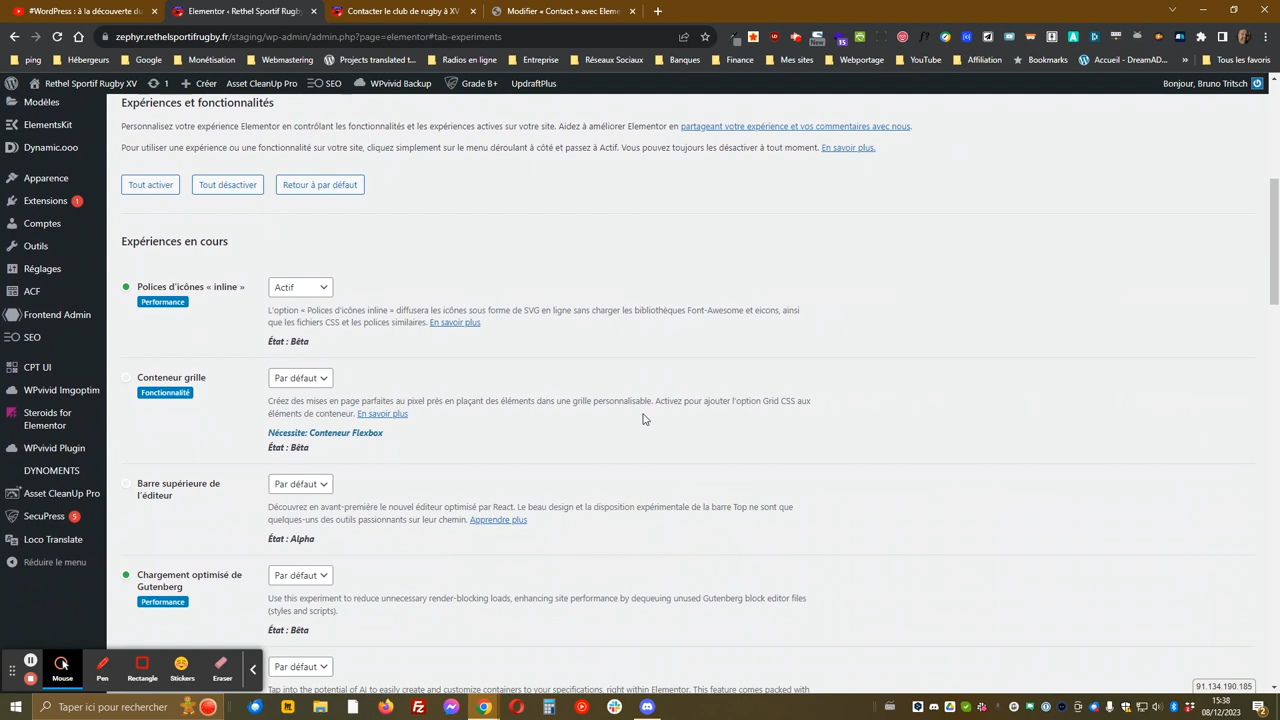 #WordPress : à la découverte du
Elementor ‹ Rethel Sportif Rugby
Accueil du club de rugby à XV
Modifier « Contact » avec Eleme
zephyr.rethelsportifrugby.fr/staging/wp-admin/admin.php?page=elementor#tab-experiments
New
15
ping
Hébergeurs
Google
Monétisation
Webmastering
Projects translated t...
Radios en ligne
Entreprise
Réseaux Sociaux
Banques
Finance
Mes sites
Webportage
YouTube
Affiliation
Bookmarks
Accueil - DreamAD...
Tous les favoris
Rethel Sportif Rugby XV
1
Créer
Asset CleanUp Pro
SEO
WPvivid Backup
Grade B+
UpdraftPlus
Bonjour, Bruno Tritsch
Modèles
ElementsKit
Dynamic.ooo
Apparence
Extensions 1
Comptes
Outils
Réglages
ACF
Frontend Admin
SEO
CPT UI
WPvivid Imgoptim
Steroids for
Elementor
WPvivid Plugin
DYNOMENTS
Asset CleanUp Pro
SecuPress 5
Loco Translate
Réduire le menu
Expériences et fonctionnalités
Personnalisez votre expérience Elementor en contrôlant les fonctionnalités et les expériences actives sur votre site. Aidez à améliorer Elementor en partageant votre expérience et vos commentaires avec nous.
Pour utiliser une expérience ou une fonctionnalité sur votre site, cliquez simplement sur le menu déroulant à côté et passez à Actif. Vous pouvez toujours les désactiver à tout moment. En savoir plus.
Tout activer
Tout désactiver
Retour à par défaut
Expériences en cours
Polices d'icônes « inline »
Performance
Actif
L'option « Polices d'icônes inline » diffusera les icônes sous forme de SVG en ligne sans charger les bibliothèques Font-Awesome et eicons, ainsi
que les fichiers CSS et les polices similaires. En savoir plus
État : Bêta
Conteneur grille
Fonctionnalité
Par défaut
Créez des mises en page parfaites au pixel près en plaçant des éléments dans une grille personnalisable. Activez pour ajouter l'option Grid CSS aux
éléments de conteneur. En savoir plus
Nécessite: Conteneur Flexbox
État : Bêta
Barre supérieure de
l'éditeur
Par défaut
Découvrez en avant-première le nouvel éditeur optimisé par React. Le beau design et la disposition expérimentale de la barre Top ne sont que
quelques-uns des outils passionnants sur leur chemin. Apprendre plus
État : Alpha
Chargement optimisé de
Gutenberg
Performance
Par défaut
Use this experiment to reduce unnecessary render-blocking loads, enhancing site performance by dequeuing unused Gutenberg block editor files
(styles and scripts).
État : Bêta
Par défaut
Tap into the potential of AI to easily create and customize containers to your specifications, right within Elementor. This feature comes packed with
Mouse
Pen
Rectangle
Stickers
Eraser
91.134.190.185
Taper ici pour rechercher
15:38
08/12/2023
2